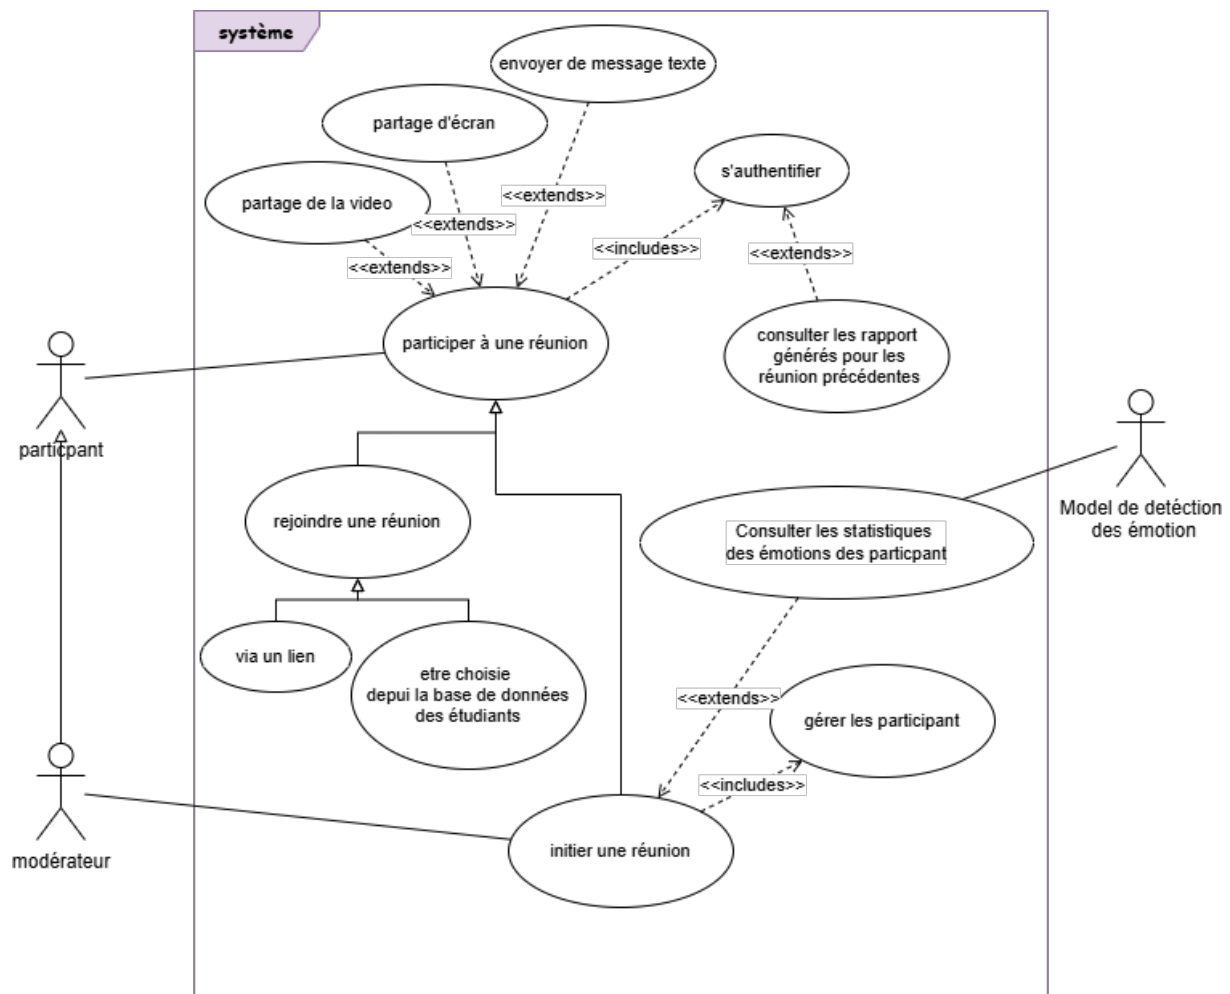 système
envoyer de message texte
partage d'écran
s'authentifier
partage de la video
<<extends>>
<<extends>>
<<extends>>
<<includes>>
<<extends>>
participer à une réunion
consulter les rapport
générés pour les
réunion précédentes
particpant
rejoindre une réunion
Consulter les statistiques
des émotions des particpant
Model de detéction
des émotion
via un lien
etre choisie
depui la base de données
des étudiants
<<extends>>
gérer les participant
<<includes>>
initier une réunion
modérateur